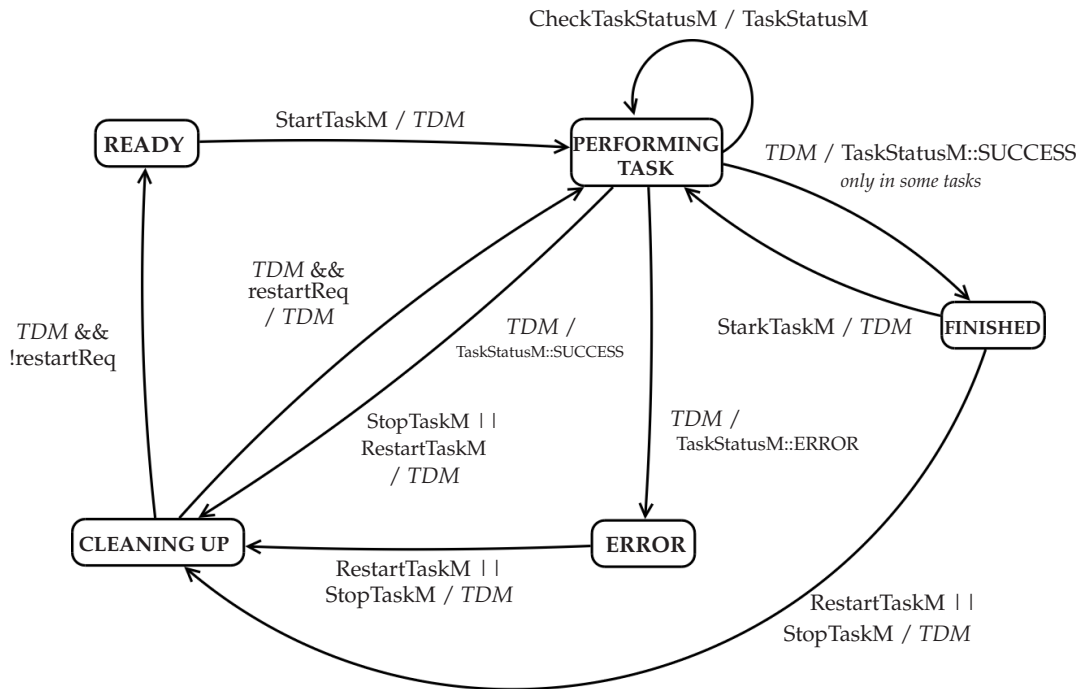 CheckTaskStatusM / TaskStatusM
StartTaskM / TDM
READY
PERFORMING
TASK
TDM / TaskStatusM::SUCCESS
only in some tasks
TDM &&
restartReq
/ TDM
TDM &&
!restartReq
TDM /
TaskStatusM::SUCCESS
StarkTaskM / TDM
FINISHED
StopTaskM ||
RestartTaskM
/ TDM
TDM /
TaskStatusM::ERROR
CLEANING UP
ERROR
RestartTaskM ||
StopTaskM / TDM
RestartTaskM ||
StopTaskM / TDM